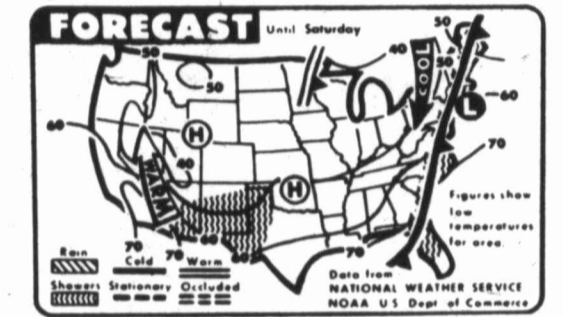 FORECAST Until Saturday
50
50
40
50
COOL
50
60
L
60
H
40
70
WARM
H
Figures show
low
temperatures
for area.
70
70
60
60
70
Rain Cold Warm
Showers Stationary Occluded
Data from
NATIONAL WEATHER SERVICE
NOAA U S Dept of Commerce